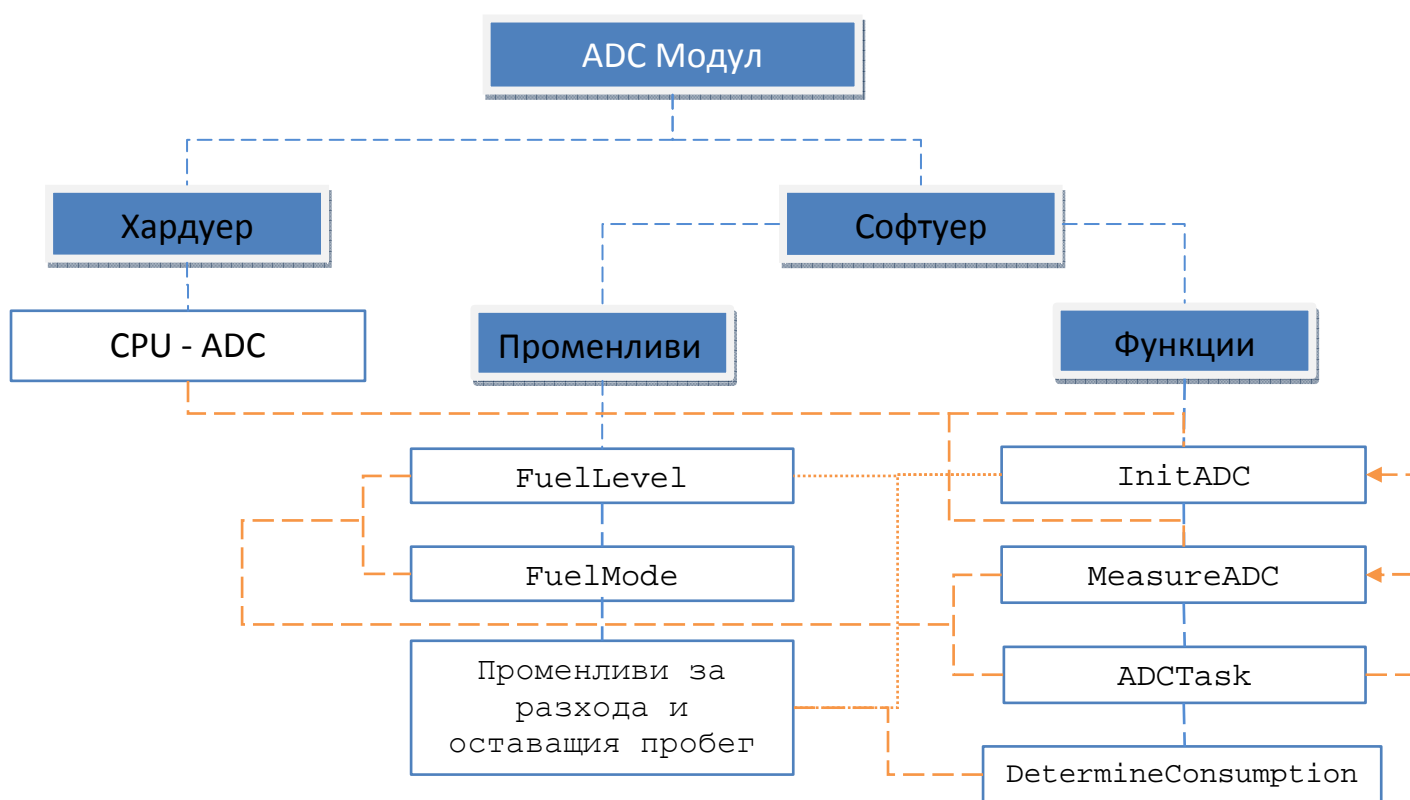 ADC Модул
Хардуер
Софтуер
CPU - ADC
Променливи
Функции
FuelLevel
InitADC
FuelMode
MeasureADC
Променливи за
разхода и
оставащия пробег
ADCTask
DetermineConsumption